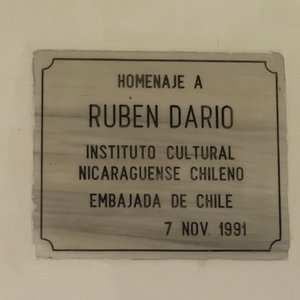 HOMENAJE A
RUBEN DARIO
INSTITUTO CULTURAL
NICARAGUENSE CHILENO
EMBAJADA DE CHILE
7 NOV. 1991